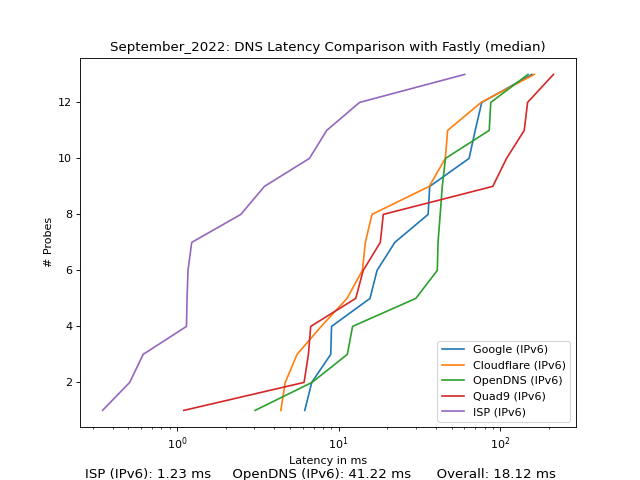 September_2022: DNS Latency Comparison with Fastly (median)
12
10
8
6
4
2
# Probes
Google (IPv6)
Cloudflare (IPv6)
OpenDNS (IPv6)
Quad9 (IPv6)
ISP (IPv6)
10⁰ 10¹ 10²
Latency in ms
ISP (IPv6): 1.23 ms OpenDNS (IPv6): 41.22 ms Overall: 18.12 ms